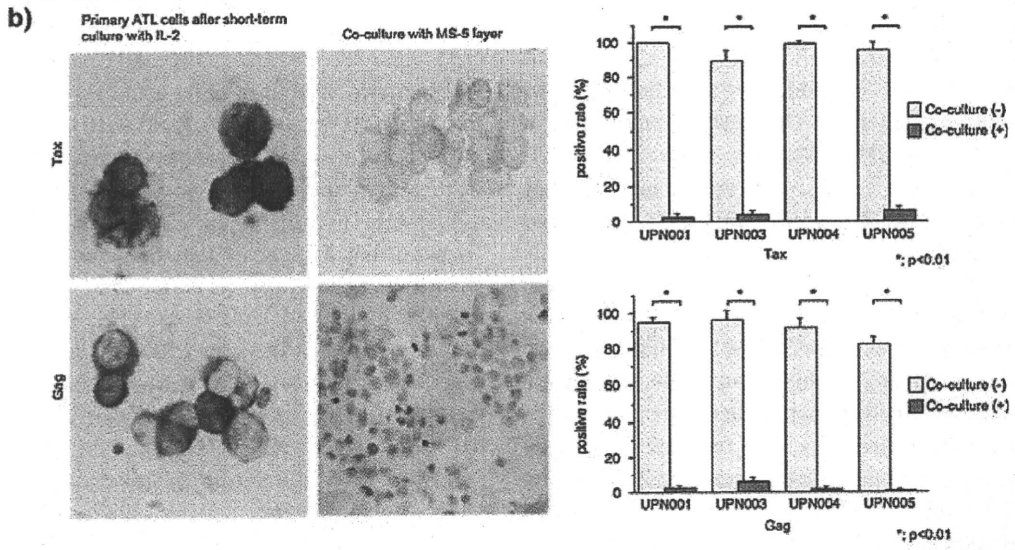 b)
Primary ATL cells after short-term
culture with IL-2
Co-culture with MS-5 layer
Tax
Gag
positive rate (%)
100
80
60
40
20
0
UPN001 UPN003 UPN004 UPN005
Tax
*; p<0.01
* * * *
Co-culture (-)
Co-culture (+)
positive rate (%)
100
80
60
40
20
0
UPN001 UPN003 UPN004 UPN005
Gag
*; p<0.01
* * * *
Co-culture (-)
Co-culture (+)